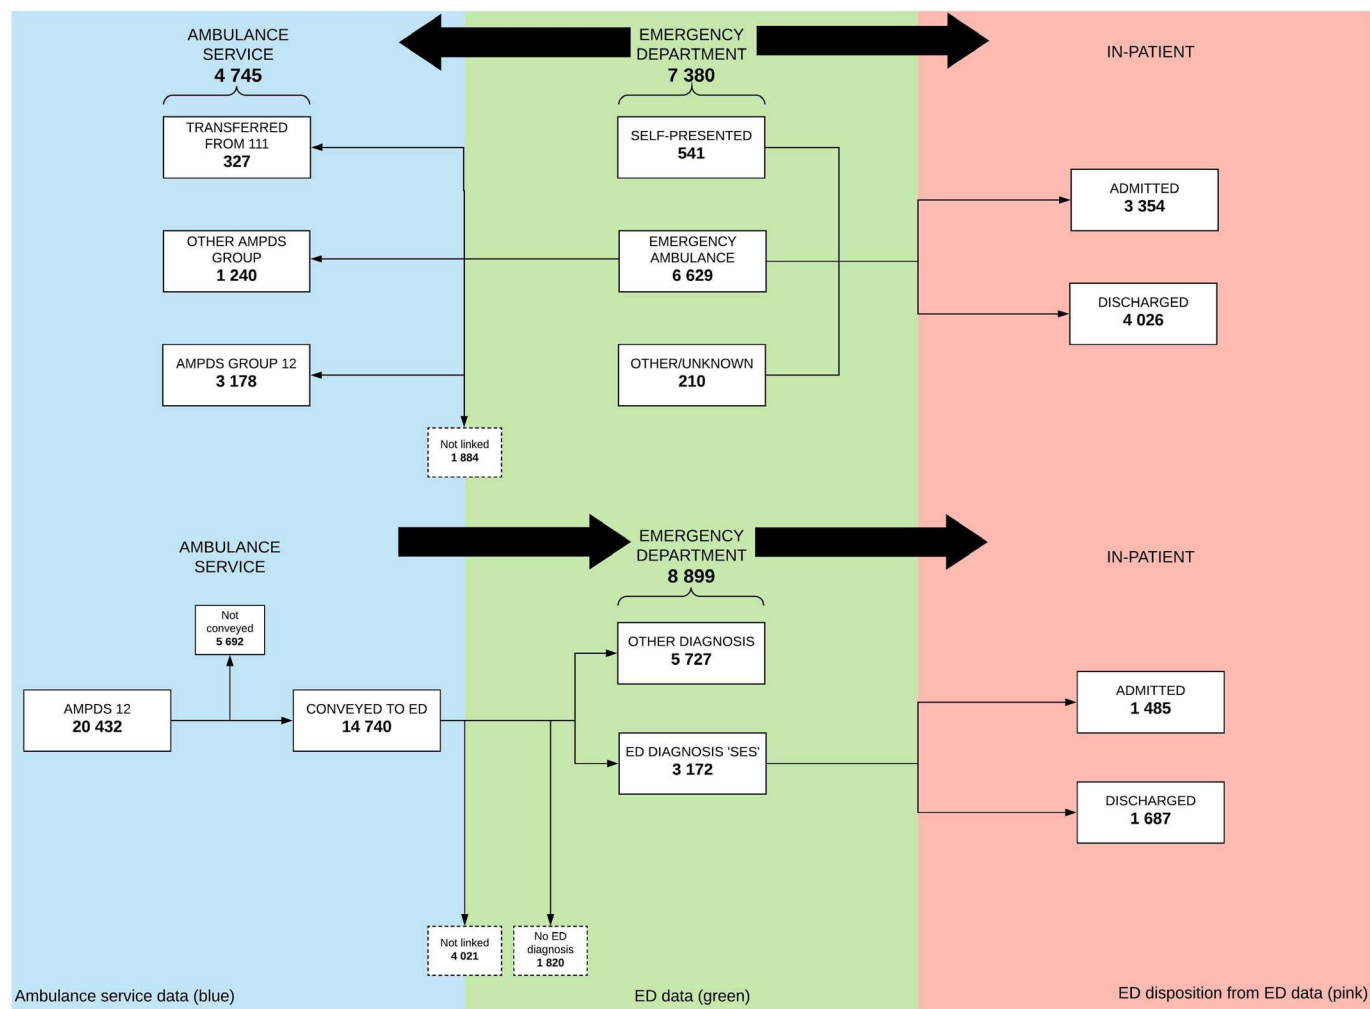 AMBULANCE
SERVICE
4 745
EMERGENCY
DEPARTMENT
7 380
IN-PATIENT
TRANSFERRED
FROM 111
327
SELF-PRESENTED
541
ADMITTED
3 354
OTHER AMPDS
GROUP
1 240
EMERGENCY
AMBULANCE
6 629
DISCHARGED
4 026
AMPDS GROUP 12
3 178
OTHER/UNKNOWN
210
Not linked
1 884
AMBULANCE
SERVICE
EMERGENCY
DEPARTMENT
8 899
IN-PATIENT
Not
conveyed
5 692
OTHER DIAGNOSIS
5 727
AMPDS 12
20 432
CONVEYED TO ED
14 740
ED DIAGNOSIS 'SES'
3 172
ADMITTED
1 485
DISCHARGED
1 687
Not linked
4 021
No ED
diagnosis
1 820
Ambulance service data (blue)
ED data (green)
ED disposition from ED data (pink)